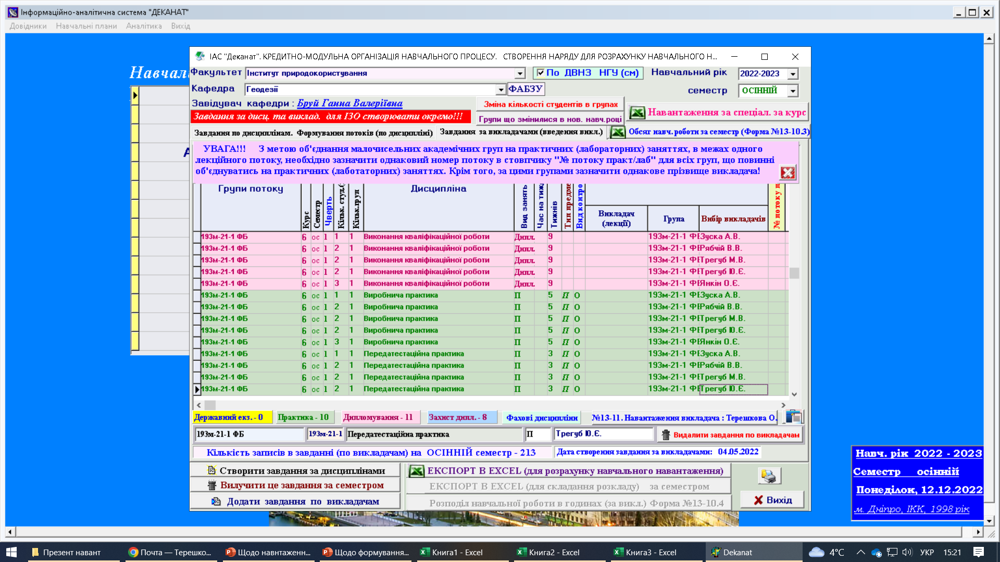 Інформаційно-аналітична система "ДЕКАНАТ"
Довідники Навчальні плани Аналітика Вихід
ІАС "Деканат". КРЕДИТНО-МОДУЛЬНА ОРГАНІЗАЦІЯ НАВЧАЛЬНОГО ПРОЦЕСУ. СТВОРЕННЯ НАРЯДУ ДЛЯ РОЗРАХУНКУ НАВЧАЛЬНОГО Н...
Факультет Інститут природокористування По ДВНЗ НГУ (см) Навчальний рік 2022-2023
Кафедра Геодезії ФАБЗУ семестр ОСІННІЙ
Завідувач кафедри : Бруй Ганна Валеріївна
Зміна кількості студентів в групах
Навантаження за спеціал. за курс
Завдання за дисц. та виклад. для ІЗО створювати окремо!!!
Групи що змінилися в нов. навч.році
Завдання по дисциплінам. Формування потоків (по дисципліні) Завдання за викладачами (введення викл.) Обсяг навч. роботи за семестр (Форма №13-10.3)
УВАГА!!! З метою об'єднання малочисельних академічних груп на практичних (лабораторних) заняттях, в межах одного
лекційного потоку, необхідно зазначити однаковий номер потоку в стовпчику "№ потоку практ/лаб" для всіх груп, що повинні
об'єднуватись на практичних (лаботаторних) заняттях. Крім того, за цими групами зазначити однакове прізвище викладача!
Групи потоку Курс Семестр Чверть Кільк. студ.( Кільк.груп Дисципліна Вид занять Час на тиж Тижнів Тип предме Вид контро Викладач (лекції) Група Вибір викладачів № потоку п
193м-21-1 ФБ 6 ос 1 1 1 Виконання кваліфікаційної роботи Дипл. 9 193м-21-1 ФБ Зуска А.В.
193м-21-1 ФБ 6 ос 1 2 1 Виконання кваліфікаційної роботи Дипл. 9 193м-21-1 ФБ Рябчій В.В.
193м-21-1 ФБ 6 ос 1 2 1 Виконання кваліфікаційної роботи Дипл. 9 193м-21-1 ФБ Трегуб М.В.
193м-21-1 ФБ 6 ос 1 2 1 Виконання кваліфікаційної роботи Дипл. 9 193м-21-1 ФБ Трегуб Ю.Є.
193м-21-1 ФБ 6 ос 1 3 1 Виконання кваліфікаційної роботи Дипл. 9 193м-21-1 ФБ Янкін О.Є.
193м-21-1 ФБ 6 ос 1 1 1 Виробнича практика П 5 П О 193м-21-1 ФБ Зуска А.В.
193м-21-1 ФБ 6 ос 1 2 1 Виробнича практика П 5 П О 193м-21-1 ФБ Рябчій В.В.
193м-21-1 ФБ 6 ос 1 2 1 Виробнича практика П 5 П О 193м-21-1 ФБ Трегуб М.В.
193м-21-1 ФБ 6 ос 1 2 1 Виробнича практика П 5 П О 193м-21-1 ФБ Трегуб Ю.Є.
193м-21-1 ФБ 6 ос 1 3 1 Виробнича практика П 5 П О 193м-21-1 ФБ Янкін О.Є.
193м-21-1 ФБ 6 ос 1 1 1 Передатестаційна практика П 3 П О 193м-21-1 ФБ Зуска А.В.
193м-21-1 ФБ 6 ос 1 2 1 Передатестаційна практика П 3 П О 193м-21-1 ФБ Рябчій В.В.
193м-21-1 ФБ 6 ос 1 2 1 Передатестаційна практика П 3 П О 193м-21-1 ФБ Трегуб М.В.
193м-21-1 ФБ 6 ос 1 2 1 Передатестаційна практика П 3 П О 193м-21-1 ФБ Трегуб Ю.Є.
Державний екз. - 0 Практика - 10 Дипломування - 11 Захист дипл. - 8 Фахові дисципліни №13-11. Навантаження викладача : Терешкова О.
193м-21-1 ФБ 193м-21-1 Передатестаційна практика П Трегуб Ю.Є. Видалити завдання по викладачам
Кількість записів в завданні (по викладачам) на ОСІННІЙ семестр - 213 Дата створення завдання за викладачами: 04.05.2022
Створити завдання за дисциплінами
Вилучити це завдання за семестром
Додати завдання по викладачам
ЕКСПОРТ В EXCEL (для розрахунку навчального навантаження)
ЕКСПОРТ В EXCEL (для складання розкладу) за семестром
Розподіл навчальної роботи в годинах (за викл.) Форма №13-10.4
Вихід
Навчал
А
Навч. рік 2022 - 2023
Семестр осінній
Понеділок, 12.12.2022
м. Дніпро, ІКК, 1998 рік
Презент навант Почта — Терешко... Щодо навнтаженн... Щодо формування... Книга1 - Excel Книга2 - Excel Книга3 - Excel Dekanat 4°C УКР 15:21